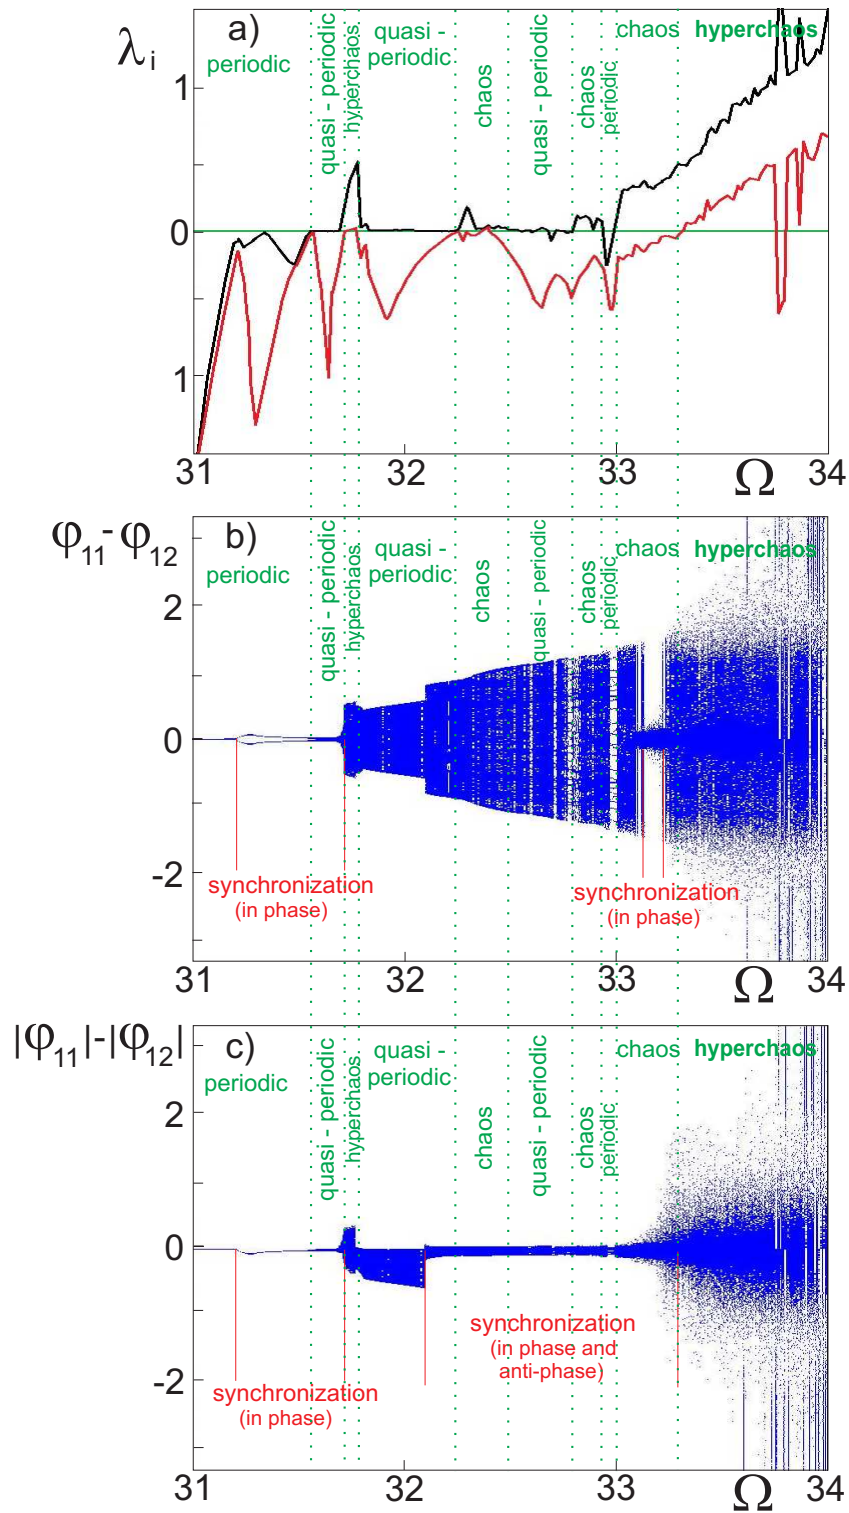 a)
λi
periodic
quasi - periodic
hyperchaos
quasi -
periodic
chaos
quasi - periodic
chaos
periodic
chaos
hyperchaos
1
0
1
31
32
33
Ω
34
φ11-φ12
b)
periodic
quasi - periodic
hyperchaos
quasi -
periodic
chaos
quasi - periodic
chaos
periodic
chaos
hyperchaos
2
0
-2
synchronization
(in phase)
synchronization
(in phase)
31
32
33
Ω
34
|φ11|-|φ12|
c)
periodic
quasi - periodic
hyperchaos
quasi -
periodic
chaos
quasi - periodic
chaos
periodic
chaos
hyperchaos
2
0
-2
synchronization
(in phase)
synchronization
(in phase and
anti-phase)
31
32
33
Ω
34